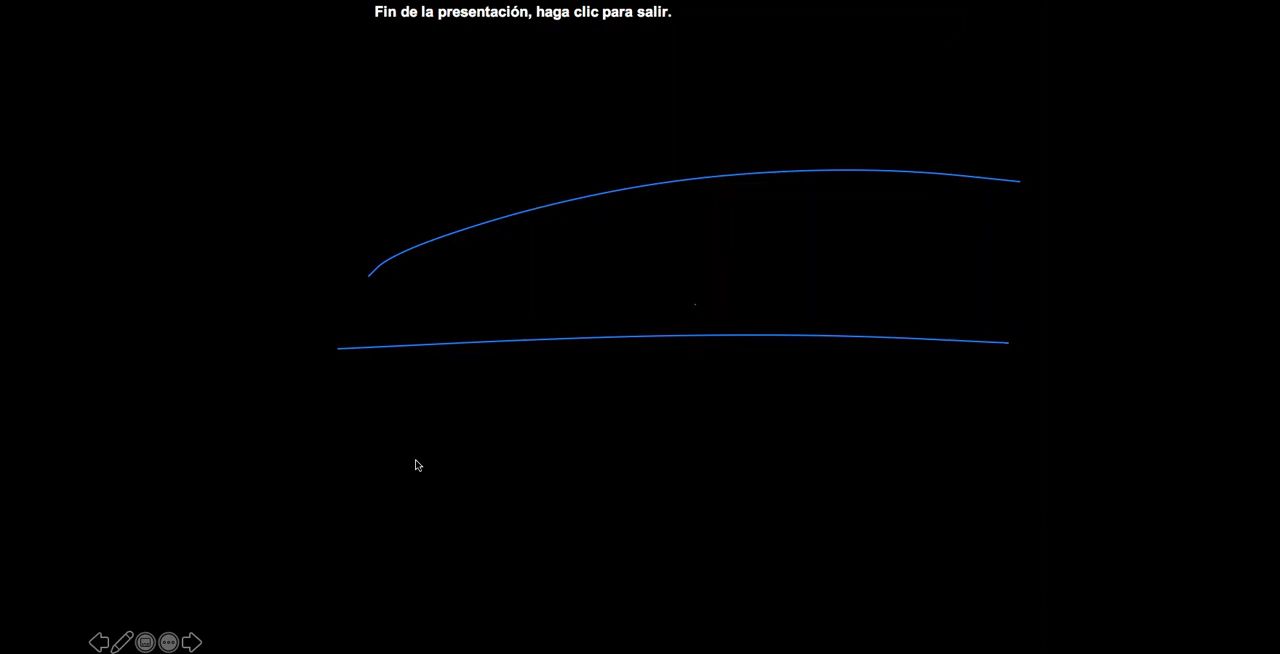 Fin de la presentación, haga clic para salir.